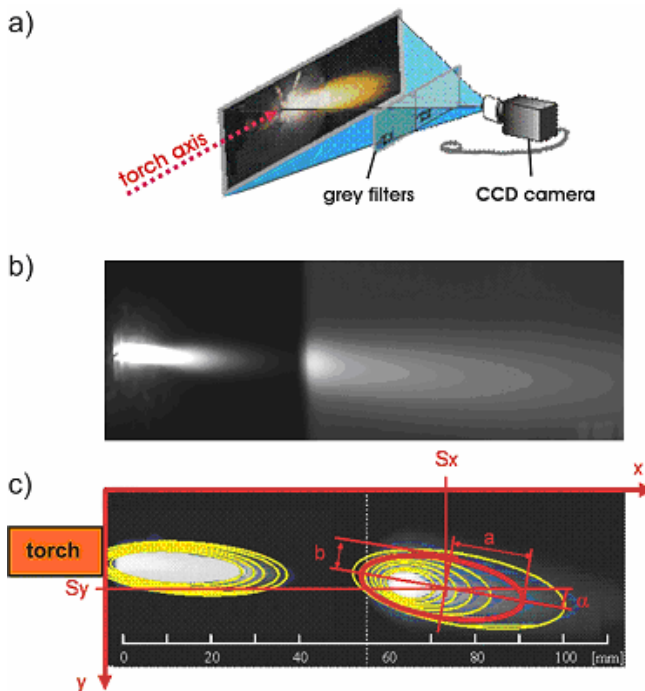 a)
torch axis
grey filters
CCD camera
b)
c)
Sx
x
torch
b
a
Sy
α
0 20 40 60 80 100 [mm]
y